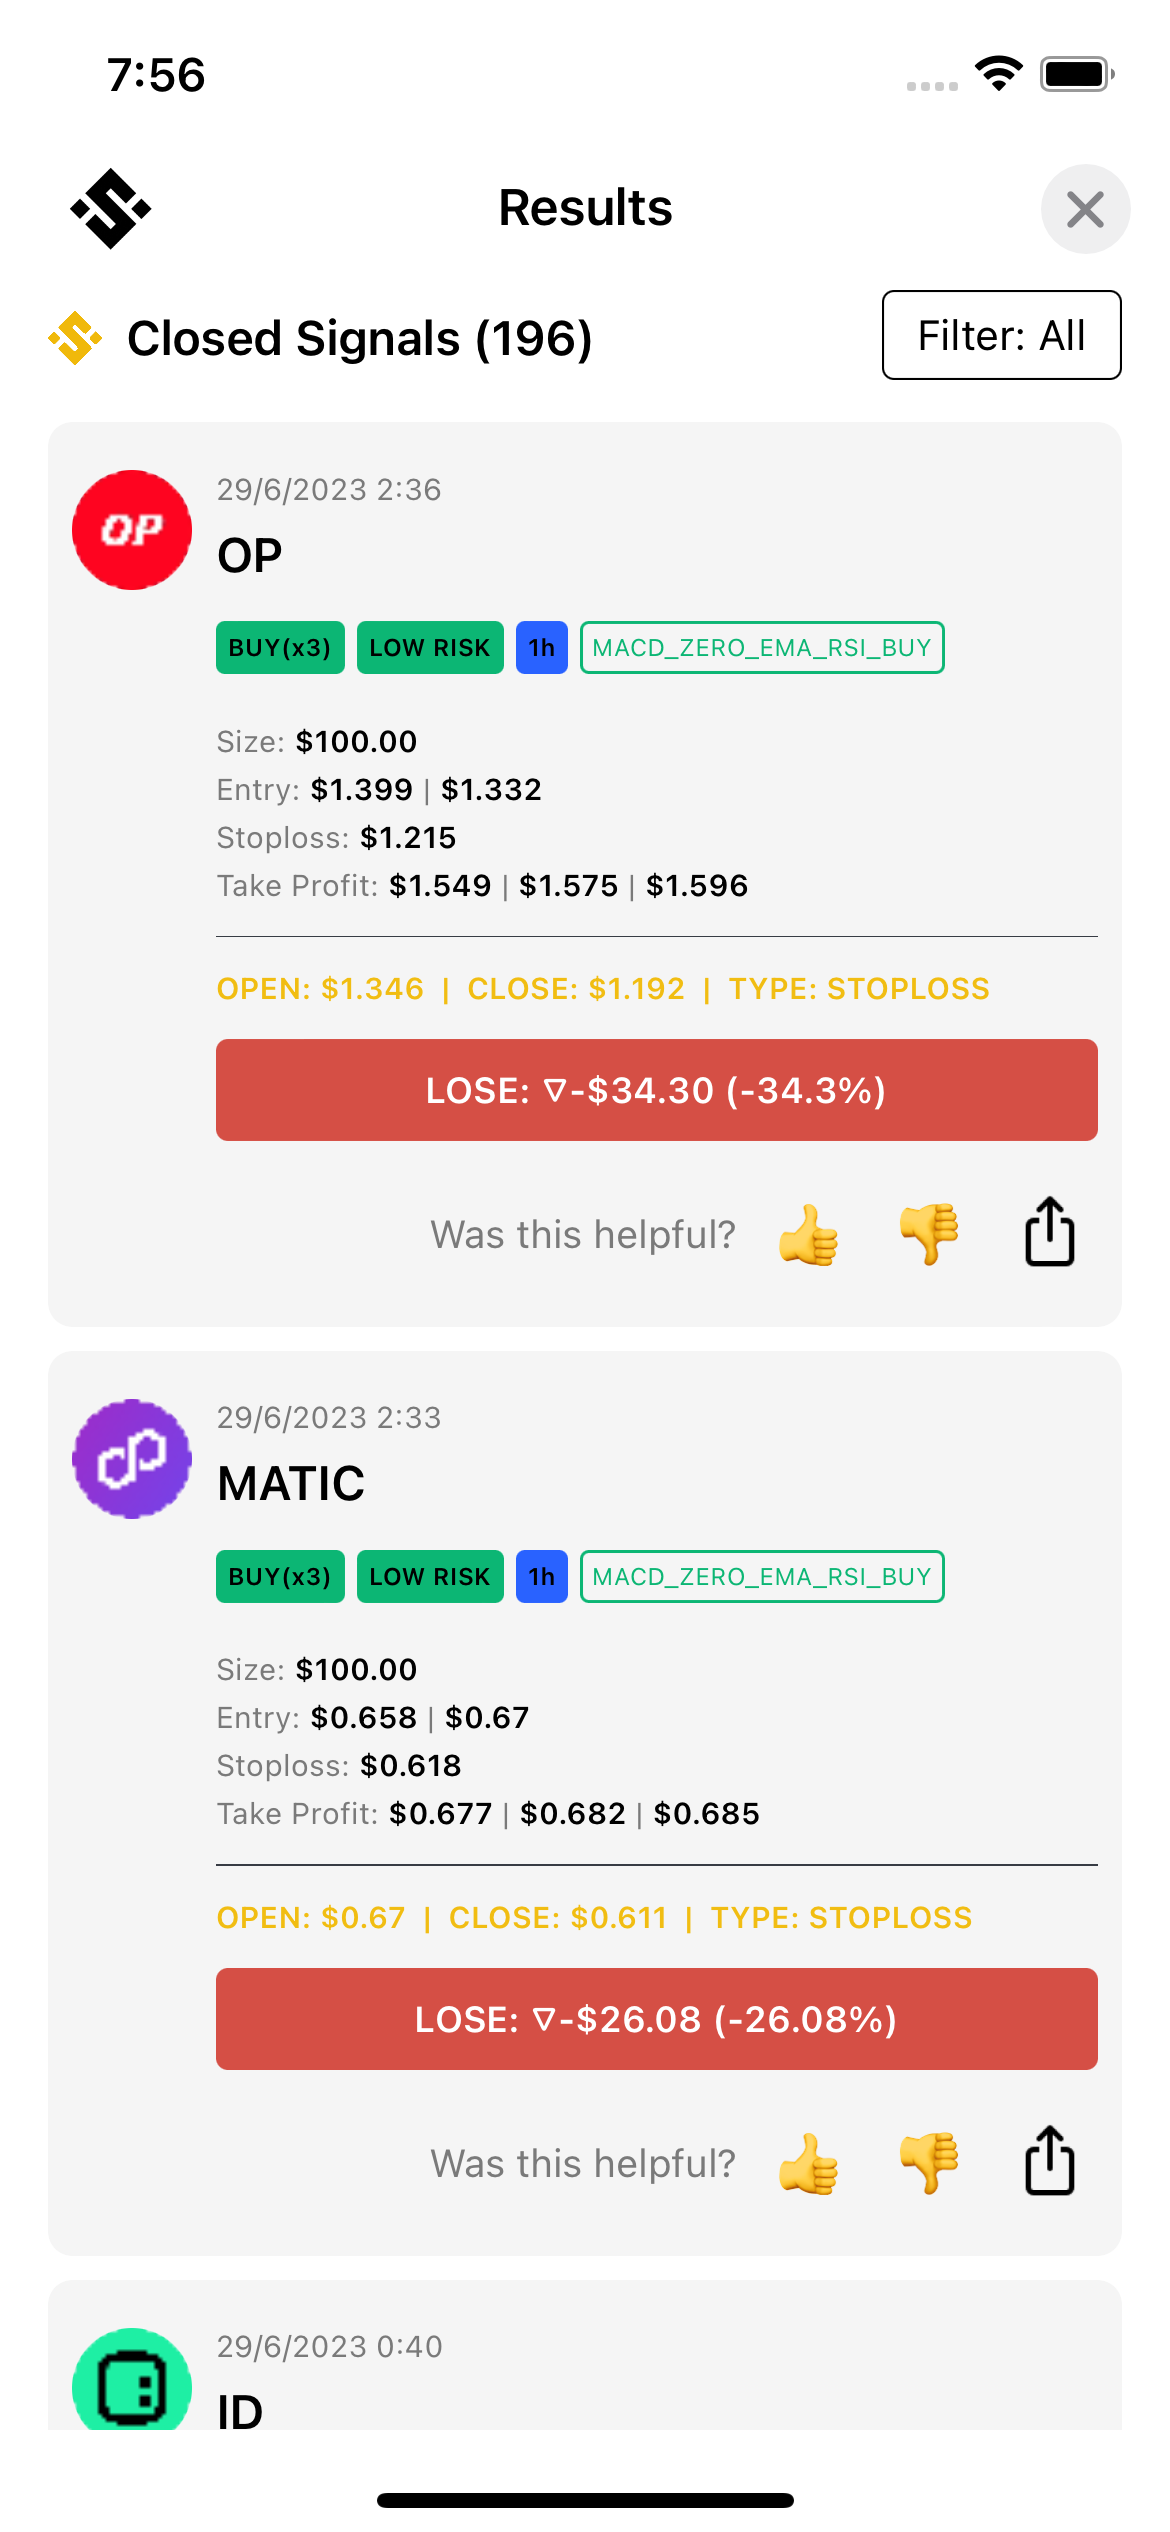 7:56
Results
Closed Signals (196)
Filter: All
29/6/2023 2:36
OP
OP
BUY(x3) LOW RISK 1h MACD_ZERO_EMA_RSI_BUY
Size: $100.00
Entry: $1.399 | $1.332
Stoploss: $1.215
Take Profit: $1.549 | $1.575 | $1.596
OPEN: $1.346 | CLOSE: $1.192 | TYPE: STOPLOSS
LOSE: ▽-$34.30 (-34.3%)
Was this helpful?
29/6/2023 2:33
MATIC
BUY(x3) LOW RISK 1h MACD_ZERO_EMA_RSI_BUY
Size: $100.00
Entry: $0.658 | $0.67
Stoploss: $0.618
Take Profit: $0.677 | $0.682 | $0.685
OPEN: $0.67 | CLOSE: $0.611 | TYPE: STOPLOSS
LOSE: ▽-$26.08 (-26.08%)
Was this helpful?
29/6/2023 0:40
ID